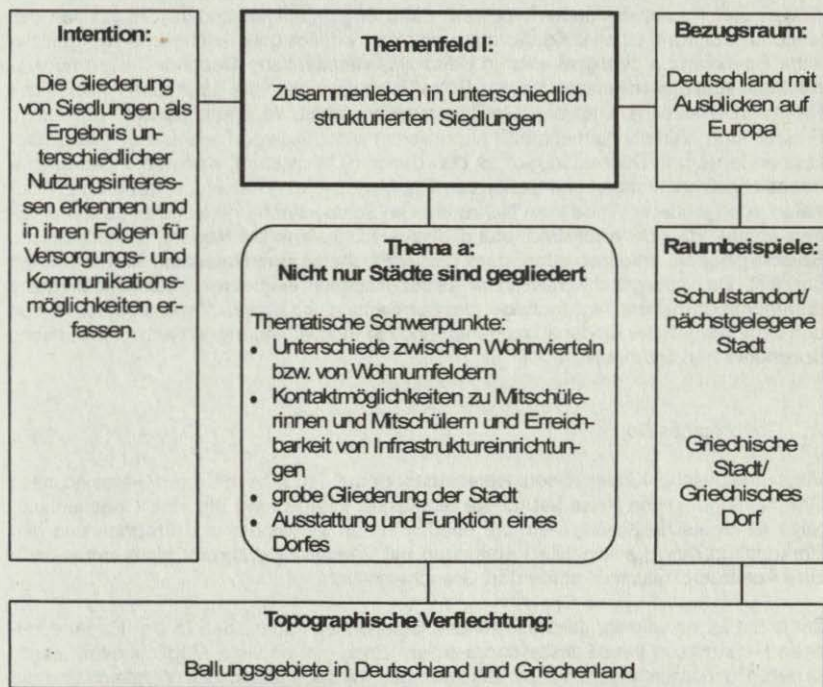 Intention:
Die Gliederung
von Siedlungen als
Ergebnis un-
terschiedlicher
Nutzungsinteres-
sen erkennen und
in ihren Folgen für
Versorgungs- und
Kommunikations-
möglichkeiten er-
fassen.
Themenfeld I:
Zusammenleben in unterschiedlich
strukturierten Siedlungen
Bezugsraum:
Deutschland mit
Ausblicken auf
Europa
Thema 2:
Nicht nur Städte sind gegliedert
Thematische Schwerpunkte:
• Unterschiede zwischen Wohnvierteln
bzw. von Wohnumfeldern
• Kontaktmöglichkeiten zu Mitschüle-
rinnen und Mitschülern und Erreich-
barkeit von Infrastruktureinrichtun-
gen
• grobe Gliederung der Stadt
• Ausstattung und Funktion eines
Dorfes
Raumbeispiele:
Schulstandort/
nächstgelegene
Stadt
Griechische
Stadt/
Griechisches
Dorf
Topographische Verflechtung:
Ballungsgebiete in Deutschland und Griechenland